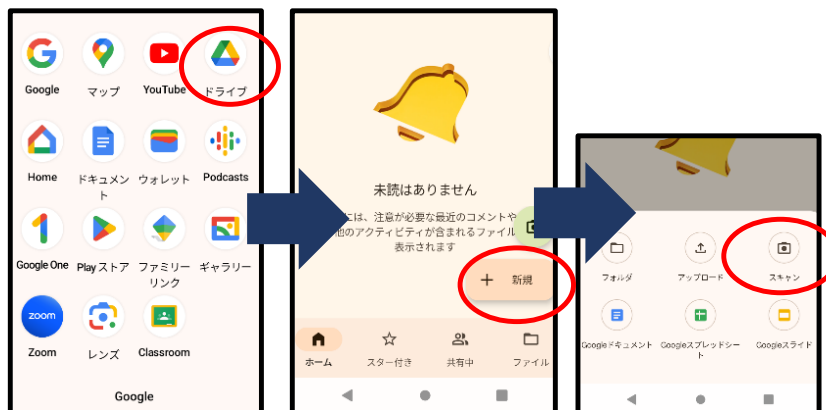 Google
マップ
YouTube
ドライブ
Home
ドキュメン
ト
ウォレット
Podcasts
Google One
Play ストア
ファミリー
リンク
ギャラリー
zoom
Zoom
レンズ
Classroom
Google
未読はありません
には、注意が必要な最近のコメントや
他のアクティビティが含まれるファイル
表示されます
+ 新規
ホーム
スター付き
共有中
ファイル
フォルダ
アップロード
スキャン
Googleドキュメント
Googleスプレッドシー
ト
Googleスライド